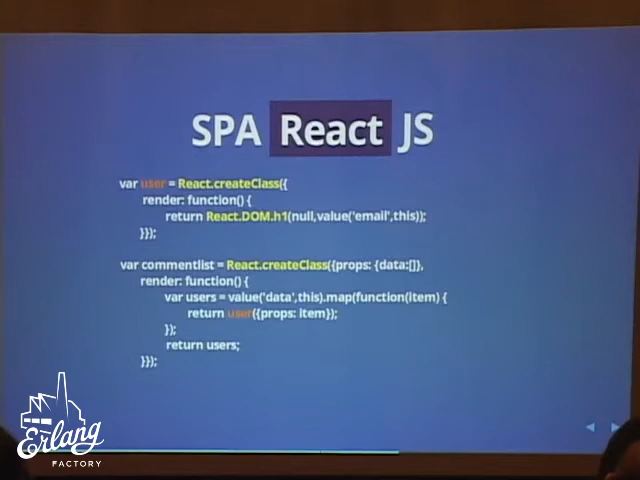 SPA React JS
var user = React.createClass({
render: function() {
return React.DOM.h1(null,value('email',this));
}});
var commentlist = React.createClass({props: {data:[]},
render: function() {
var users = value('data',this).map(function(item) {
return user({props: item});
});
return users;
}});
Erlang
FACTORY